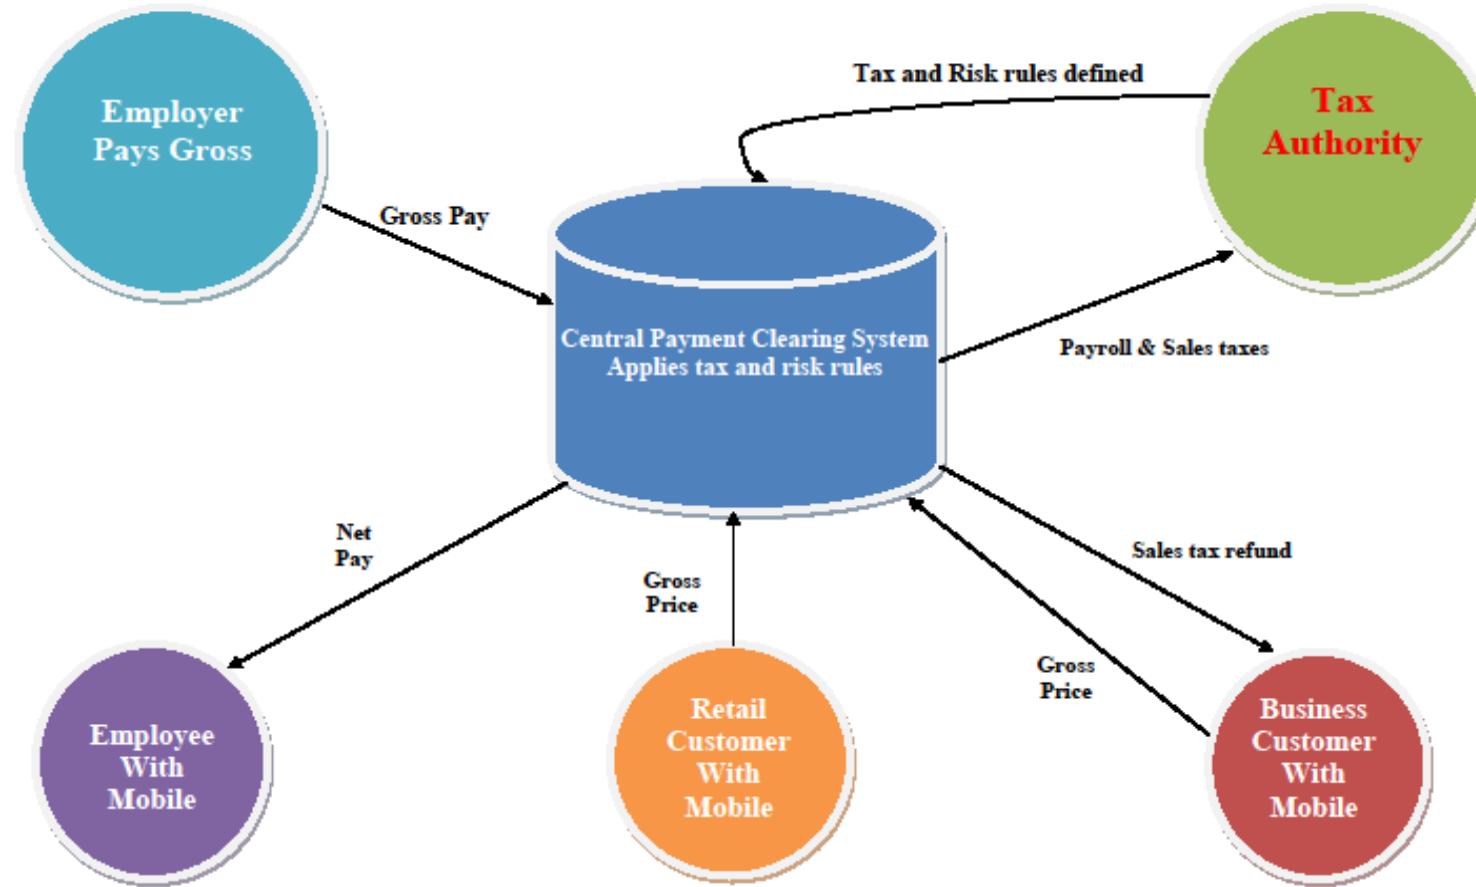 Employer
Pays Gross
Tax and Risk rules defined
Tax
Authority
Gross Pay
Central Payment Clearing System
Applies tax and risk rules
Payroll & Sales taxes
Net
Pay
Gross
Price
Sales tax refund
Gross
Price
Employee
With
Mobile
Retail
Customer
With
Mobile
Business
Customer
With
Mobile